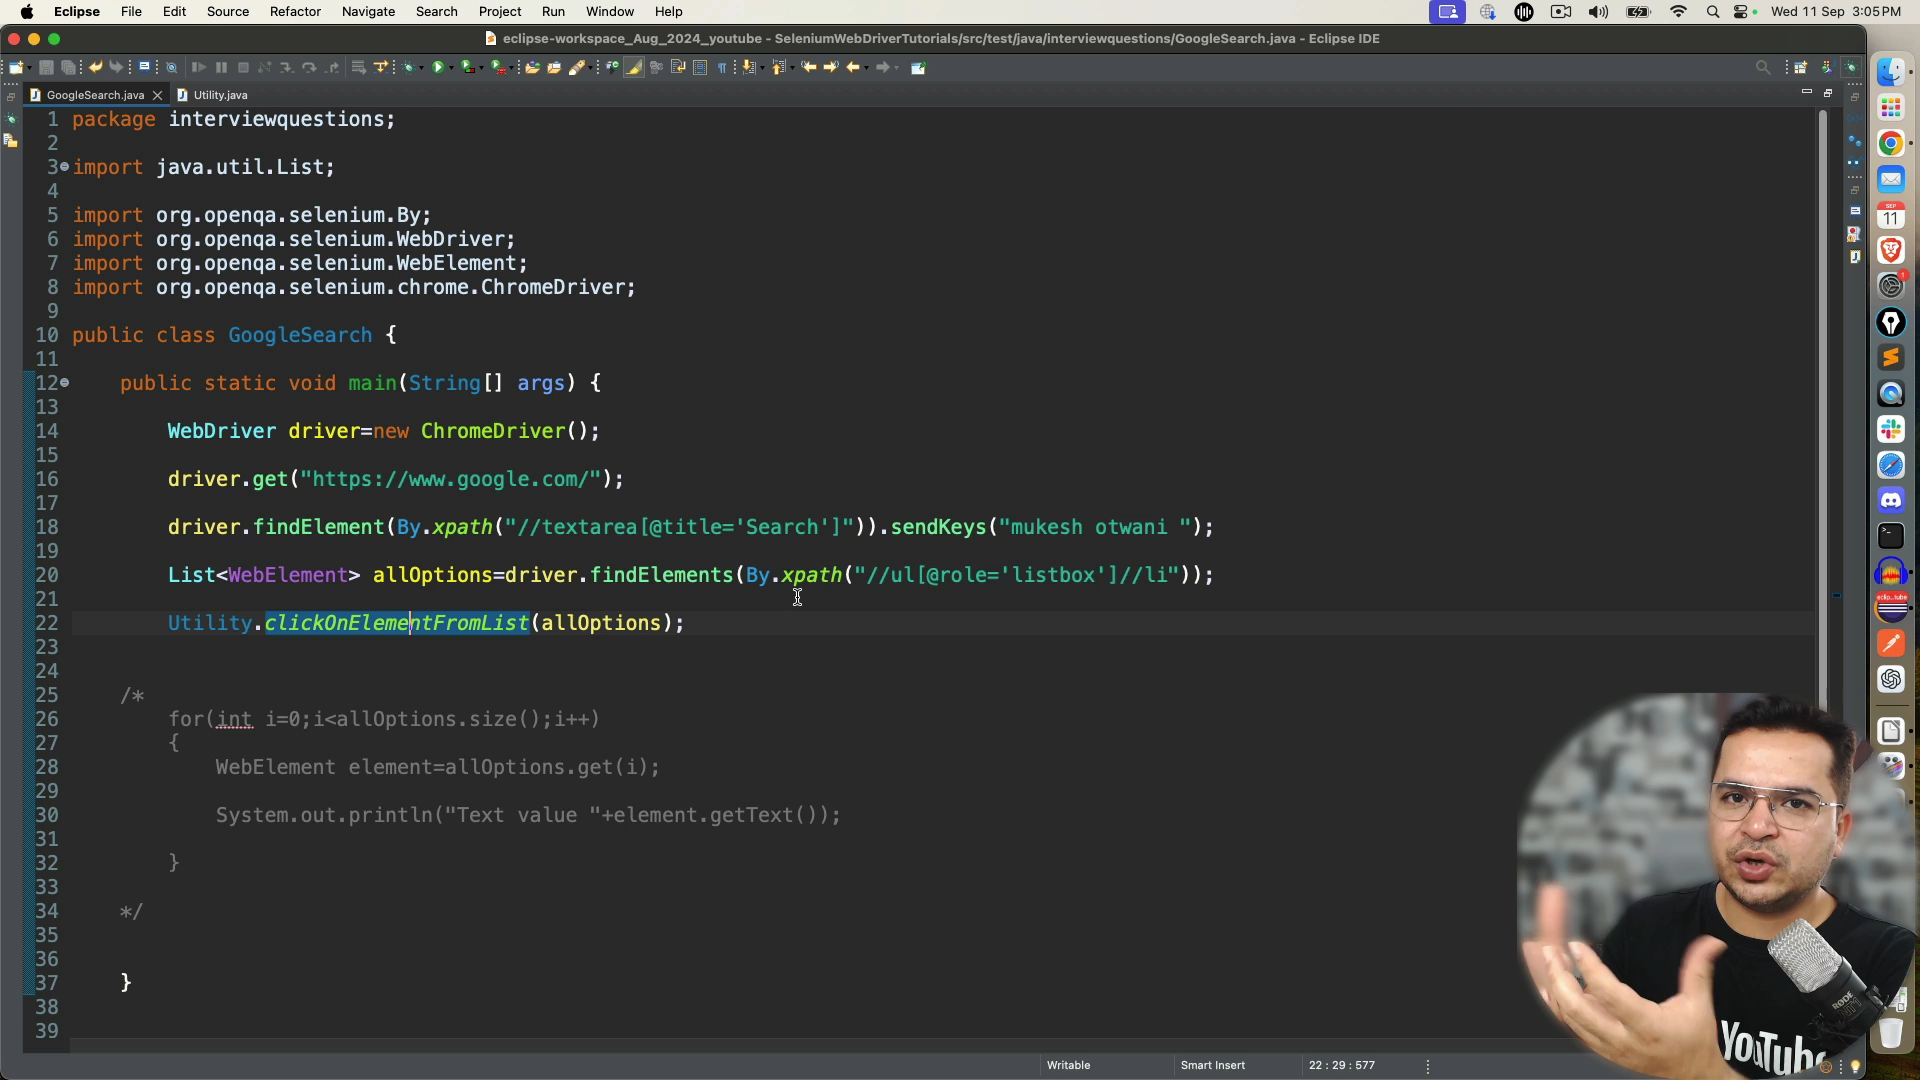 Eclipse File Edit Source Refactor Navigate Search Project Run Window Help Wed 11 Sep 3:05 PM
eclipse-workspace_Aug_2024_youtube - SeleniumWebDriverTutorials/src/test/java/interviewquestions/GoogleSearch.java - Eclipse IDE
GoogleSearch.java Utility.java
1 package interviewquestions;
2
3 import java.util.List;
4
5 import org.openqa.selenium.By;
6 import org.openqa.selenium.WebDriver;
7 import org.openqa.selenium.WebElement;
8 import org.openqa.selenium.chrome.ChromeDriver;
9
10 public class GoogleSearch {
11
12 public static void main(String[] args) {
13
14 WebDriver driver=new ChromeDriver();
15
16 driver.get("https://www.google.com/");
17
18 driver.findElement(By.xpath("//textarea[@title='Search']")).sendKeys("mukesh otwani ");
19
20 List<WebElement> allOptions=driver.findElements(By.xpath("//ul[@role='listbox']//li"));
21
22 Utility.clickOnElementFromList(allOptions);
23
24
25 /*
26 for(int i=0;i<allOptions.size();i++)
27 {
28 WebElement element=allOptions.get(i);
29
30 System.out.println("Text value "+element.getText());
31
32 }
33
34 */
35
36
37 }
38
39
Writable Smart Insert 22 : 29 : 577
SEP
11
1
eclip...tube
RØDE
YouTube